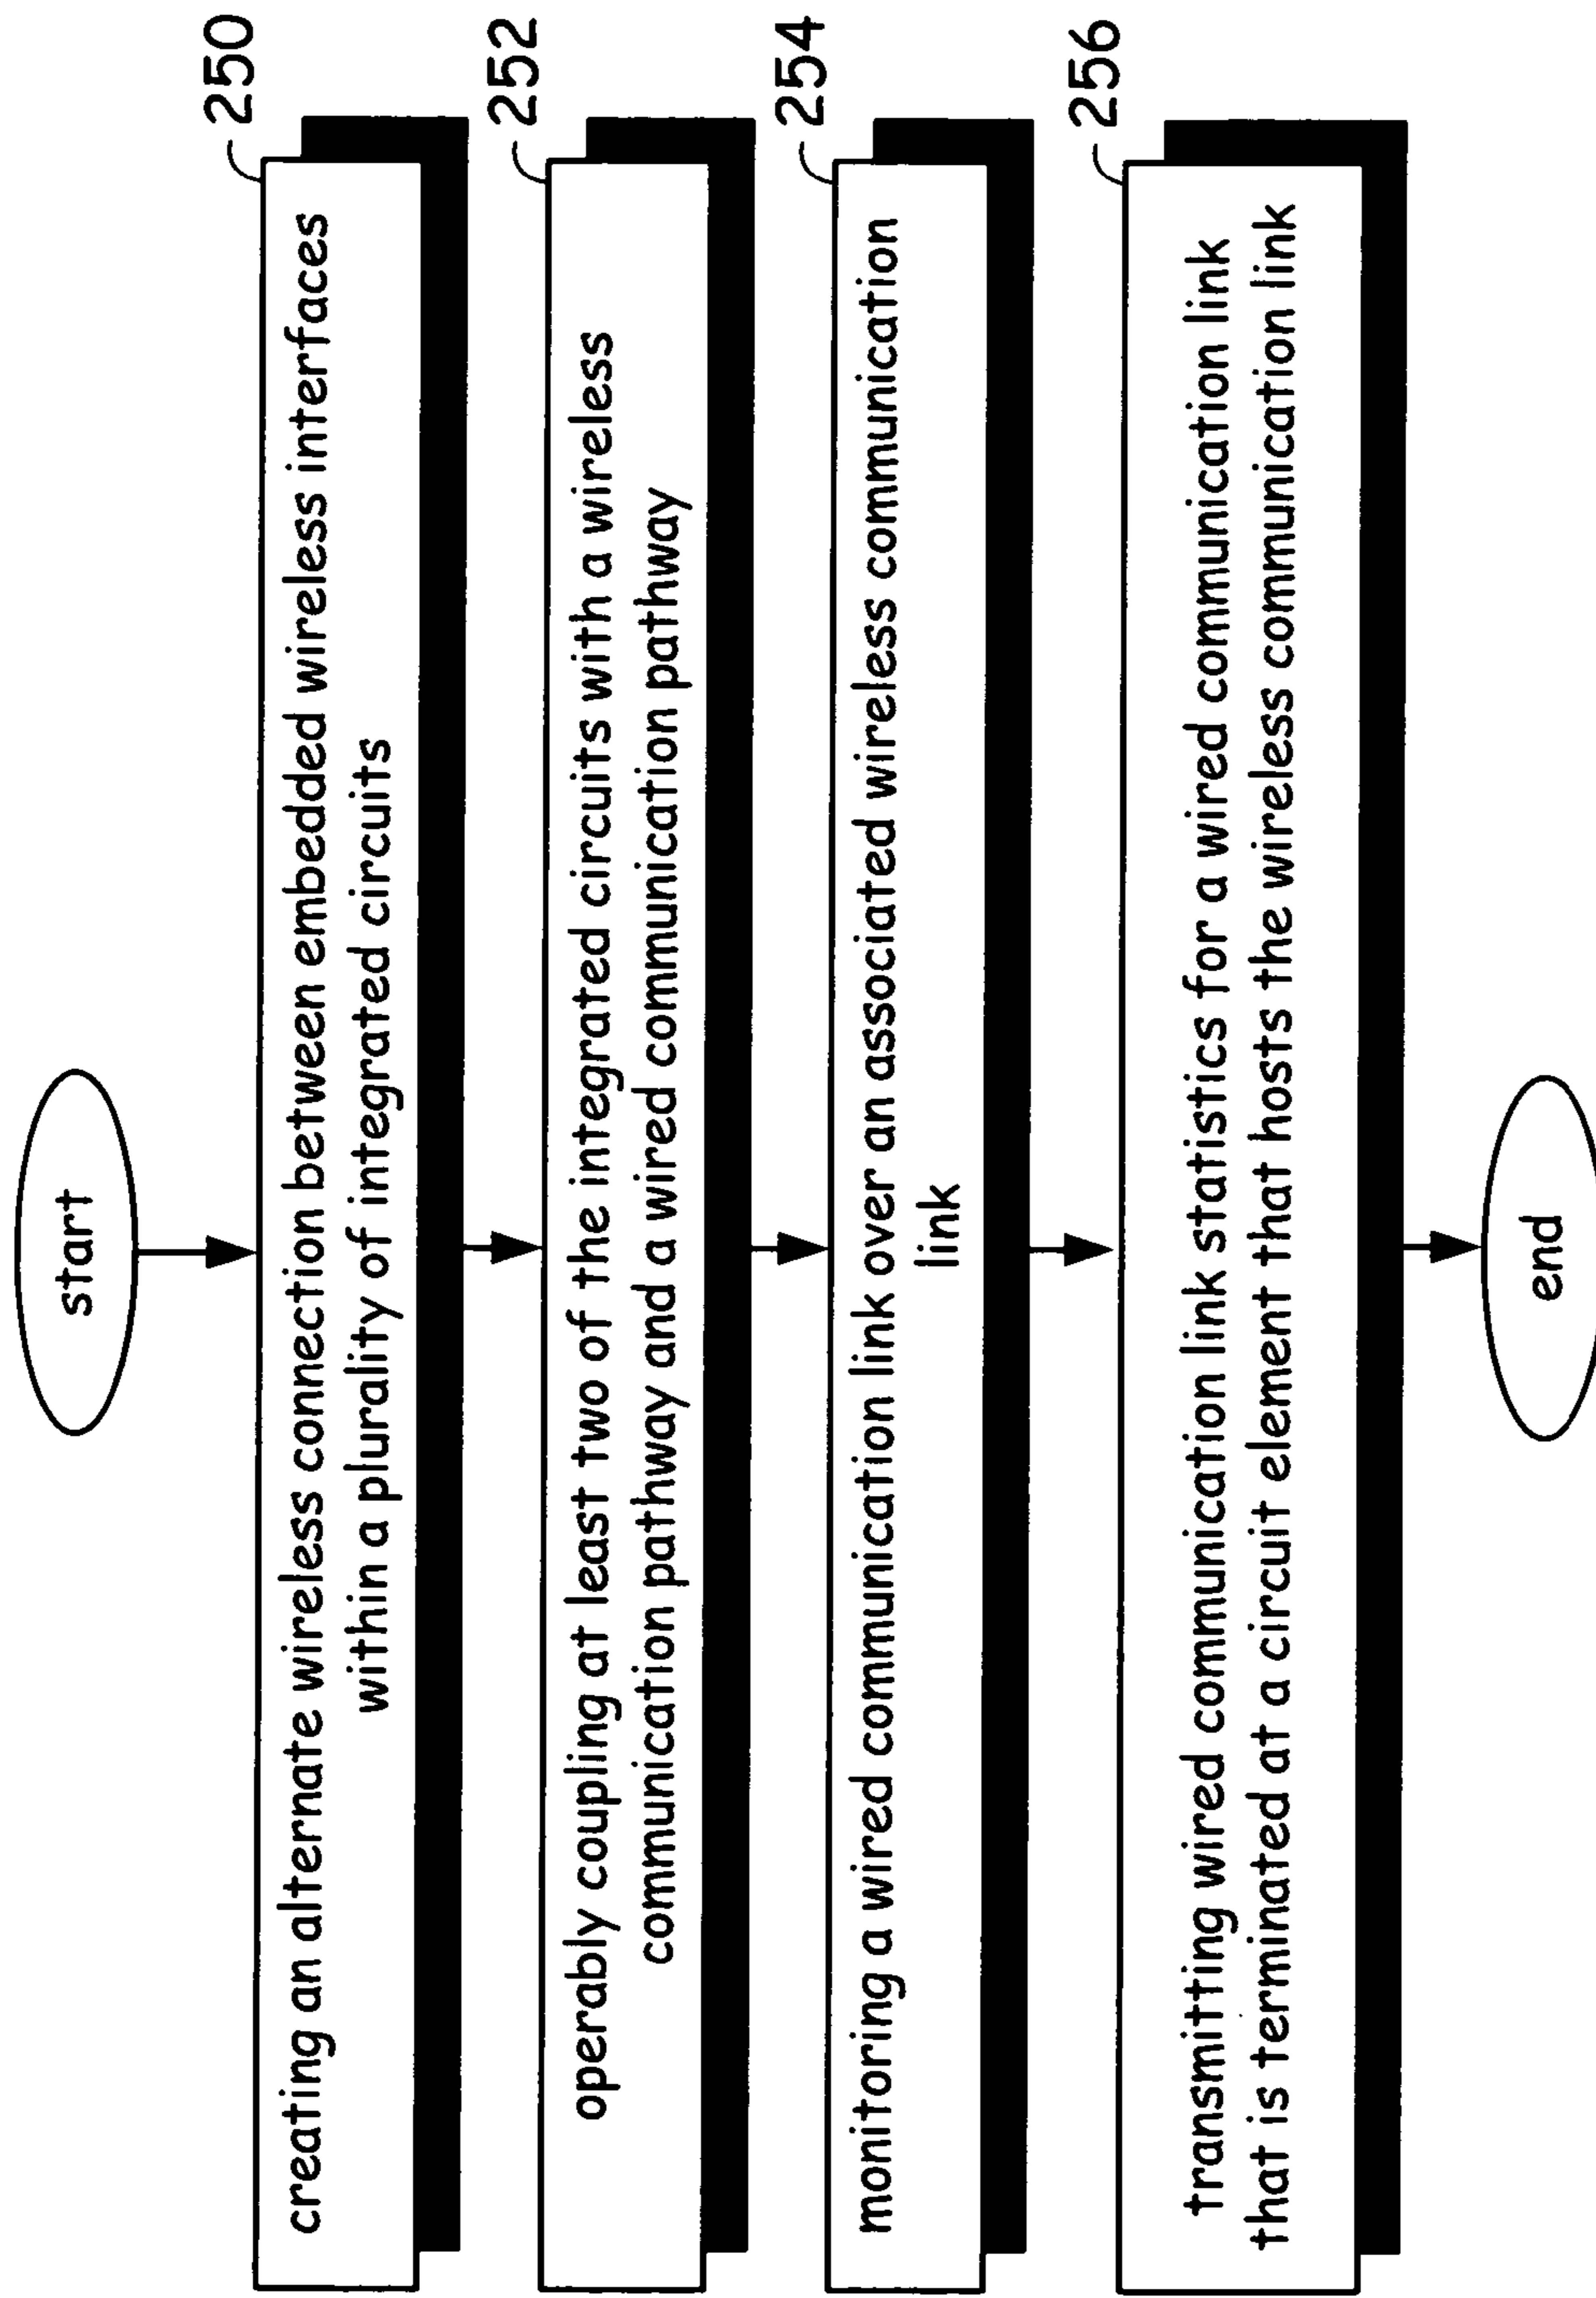 start
250
creating an alternate wireless connection between embedded wireless interfaces
within a plurality of integrated circuits
252
operably coupling at least two of the integrated circuits with a wireless
communication pathway and a wired communication pathway
254
monitoring a wired communication link over an associated wireless communication
link
256
transmitting wired communication link statistics for a wired communication link
that is terminated at a circuit element that hosts the wireless communication link
end